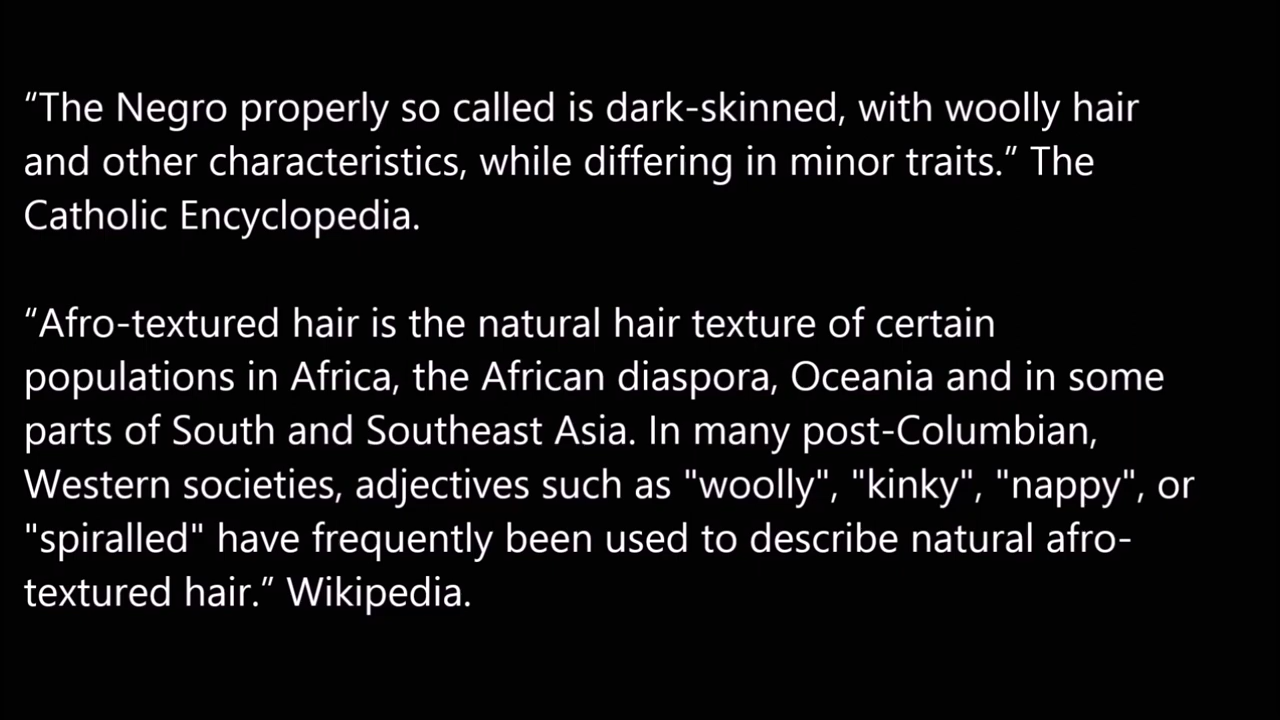 “The Negro properly so called is dark-skinned, with woolly hair
and other characteristics, while differing in minor traits.” The
Catholic Encyclopedia.
“Afro-textured hair is the natural hair texture of certain
populations in Africa, the African diaspora, Oceania and in some
parts of South and Southeast Asia. In many post-Columbian,
Western societies, adjectives such as "woolly", "kinky", "nappy", or
"spiralled" have frequently been used to describe natural afro-
textured hair.” Wikipedia.